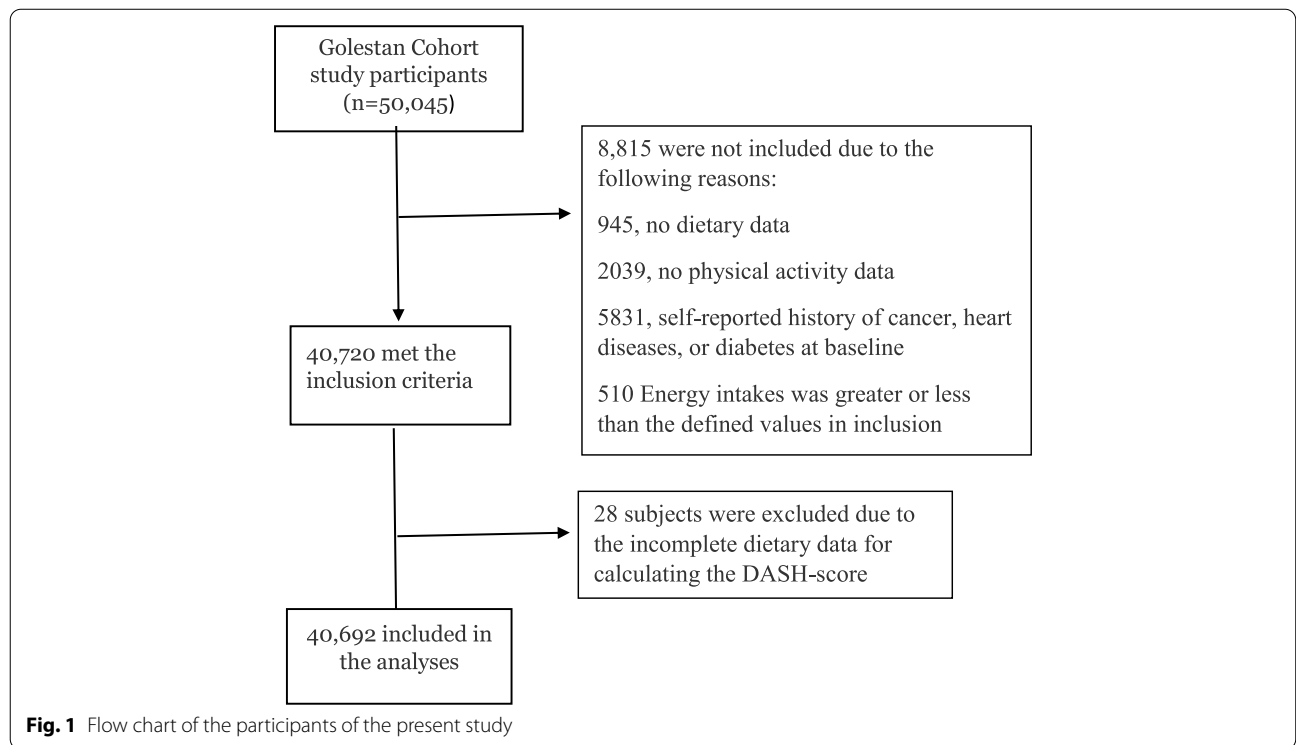 Golestan Cohort
study participants
(n=50,045)
8,815 were not included due to the
following reasons:
945, no dietary data
2039, no physical activity data
5831, self-reported history of cancer, heart
diseases, or diabetes at baseline
510 Energy intakes was greater or less
than the defined values in inclusion
40,720 met the
inclusion criteria
28 subjects were excluded due to
the incomplete dietary data for
calculating the DASH-score
40,692 included in
the analyses
Fig. 1 Flow chart of the participants of the present study